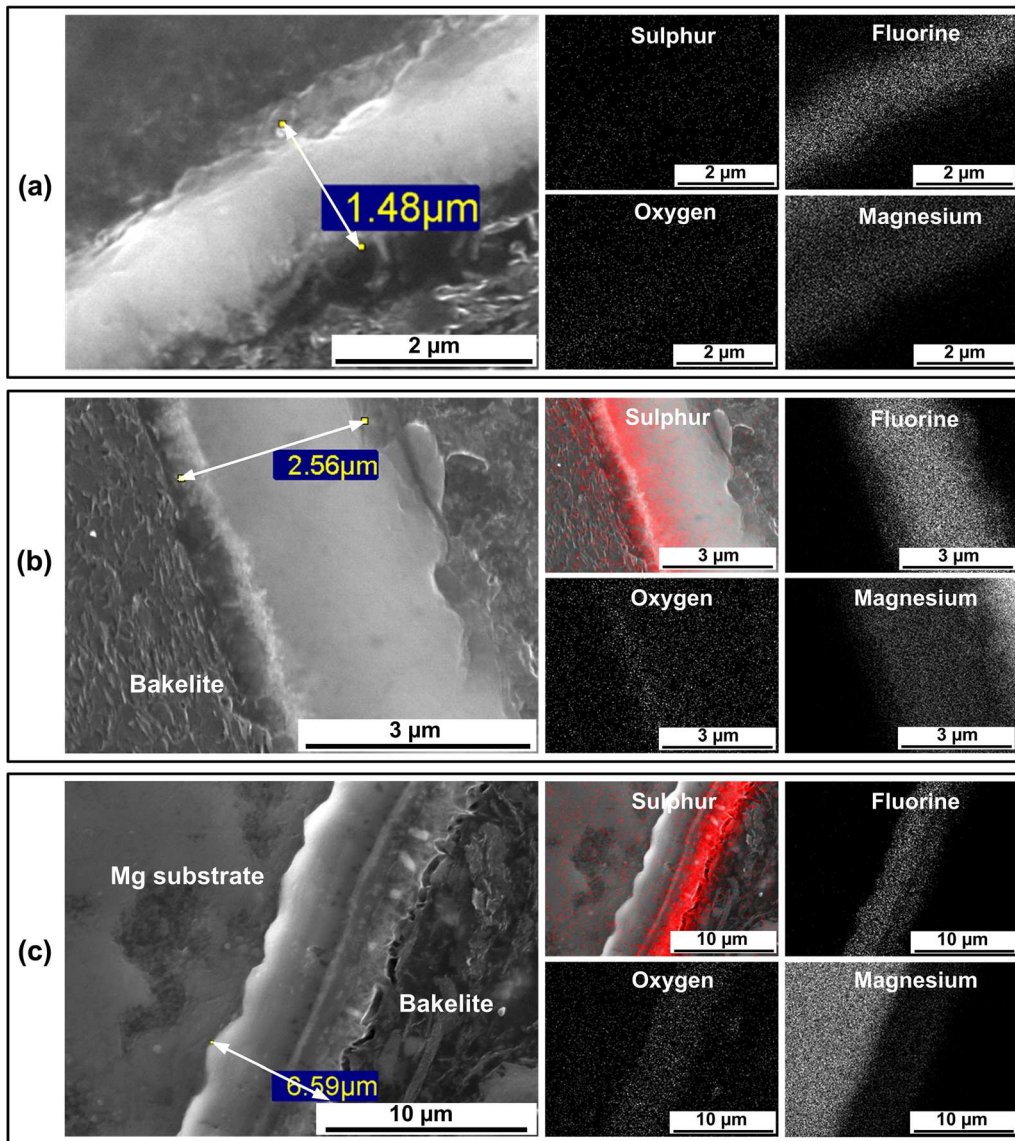 (a)
1.48µm
2 µm
Sulphur
2 µm
Fluorine
2 µm
Oxygen
2 µm
Magnesium
2 µm
(b)
2.56µm
Bakelite
3 µm
Sulphur
3 µm
Fluorine
3 µm
Oxygen
3 µm
Magnesium
3 µm
(c)
Mg substrate
Bakelite
6.59µm
10 µm
Sulphur
10 µm
Fluorine
10 µm
Oxygen
10 µm
Magnesium
10 µm